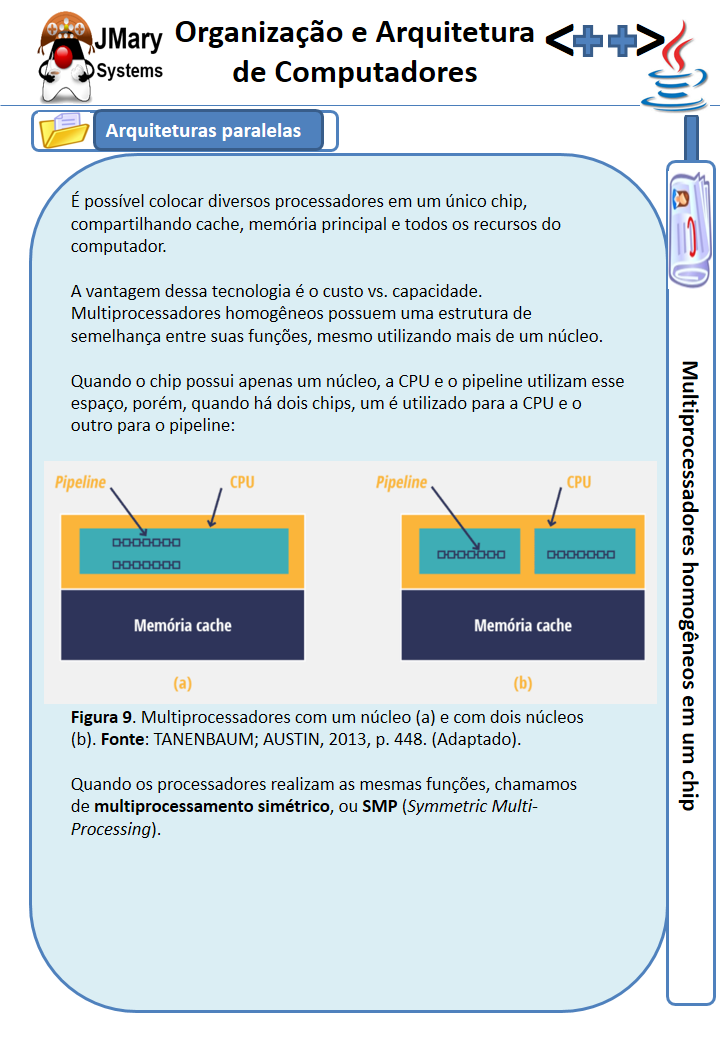 JMary
Systems
Organização e Arquitetura
de Computadores
<++>
Arquiteturas paralelas
É possível colocar diversos processadores em um único chip,
compartilhando cache, memória principal e todos os recursos do
computador.
A vantagem dessa tecnologia é o custo vs. capacidade.
Multiprocessadores homogêneos possuem uma estrutura de
semelhança entre suas funções, mesmo utilizando mais de um núcleo.
Quando o chip possui apenas um núcleo, a CPU e o pipeline utilizam esse
espaço, porém, quando há dois chips, um é utilizado para a CPU e o
outro para o pipeline:
Pipeline CPU
Memória cache
(a)
Pipeline CPU
Memória cache
(b)
Figura 9. Multiprocessadores com um núcleo (a) e com dois núcleos
(b). Fonte: TANENBAUM; AUSTIN, 2013, p. 448. (Adaptado).
Quando os processadores realizam as mesmas funções, chamamos
de multiprocessamento simétrico, ou SMP (Symmetric Multi-
Processing).
Multiprocessadores homogêneos em um chip